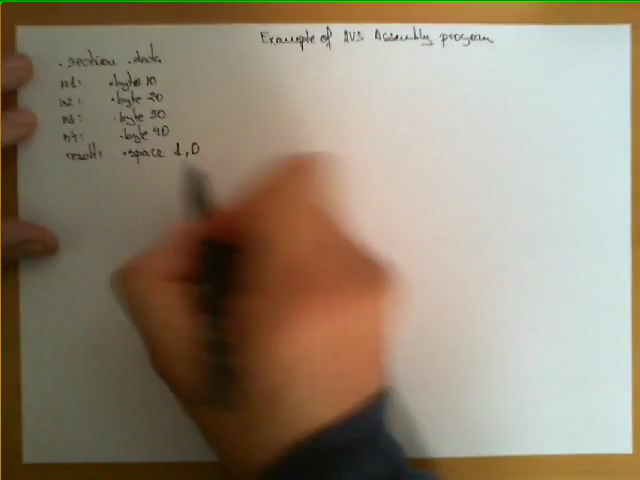 Example of AVS Assembly program
.section .data
n1: .byte 10
n2: .byte 20
n3: .byte 30
n4: .byte 40
result: .space 1,0